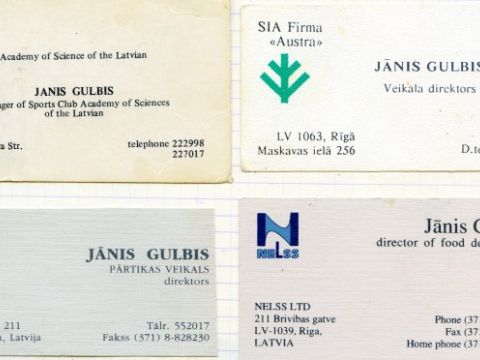 Academy of Science of the Latvian
JĀNIS GULBIS
ger of Sports Club Academy of Sciences
of the Latvian
a Str.
telephone 222998
227017
SIA Firma
«Austra»
JĀNIS GULBIS
Veikala direktors
LV 1063, Rīgā
Maskavas ielā 256
D.te
JĀNIS GULBIS
PĀRTIKAS VEIKALS
direktors
211
, Latvija
Tālr. 552017
Fakss (371) 8-828230
NELSS
Jānis G
director of food de
NELSS LTD
211 Brivibas gatve
LV-1039, Riga,
LATVIA
Phone (37
Fax (37
Home phone (37